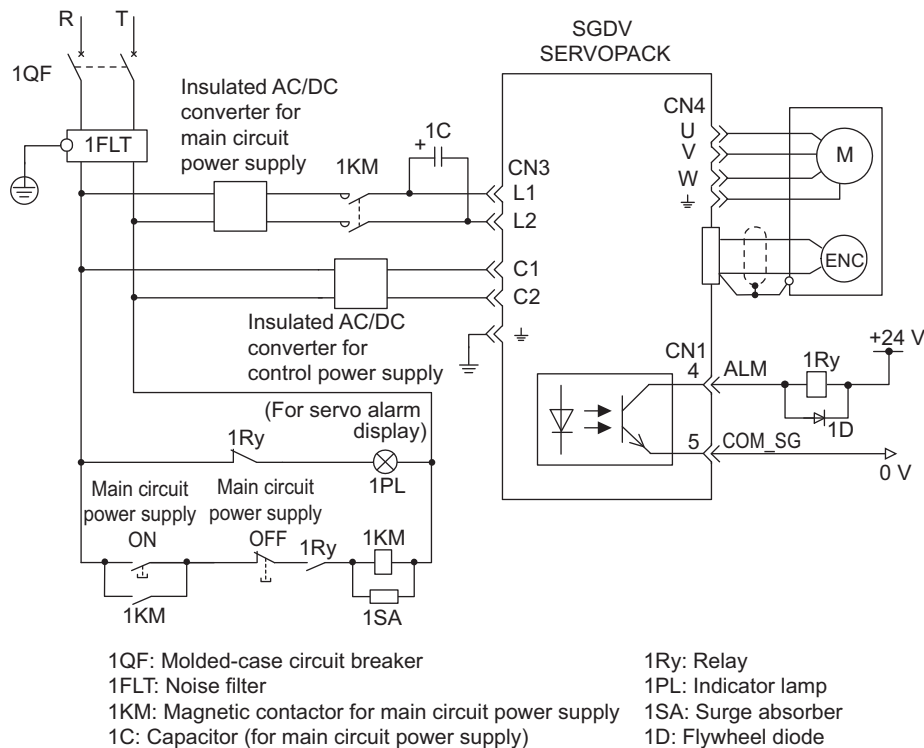 R
T
SGDV
SERVOPACK
1QF
Insulated AC/DC
converter for
main circuit
power supply
1FLT
1KM
+
1C
CN3
L1
L2
CN4
U
V
W
M
ENC
C1
C2
Insulated AC/DC
converter for
control power supply
CN1
4
ALM
1Ry
+24 V
1D
5
COM_SG
0 V
(For servo alarm
display)
1Ry
1PL
Main circuit
power supply
ON
Main circuit
power supply
OFF
1Ry
1KM
1KM
1SA
1QF: Molded-case circuit breaker
1FLT: Noise filter
1KM: Magnetic contactor for main circuit power supply
1C: Capacitor (for main circuit power supply)
1Ry: Relay
1PL: Indicator lamp
1SA: Surge absorber
1D: Flywheel diode